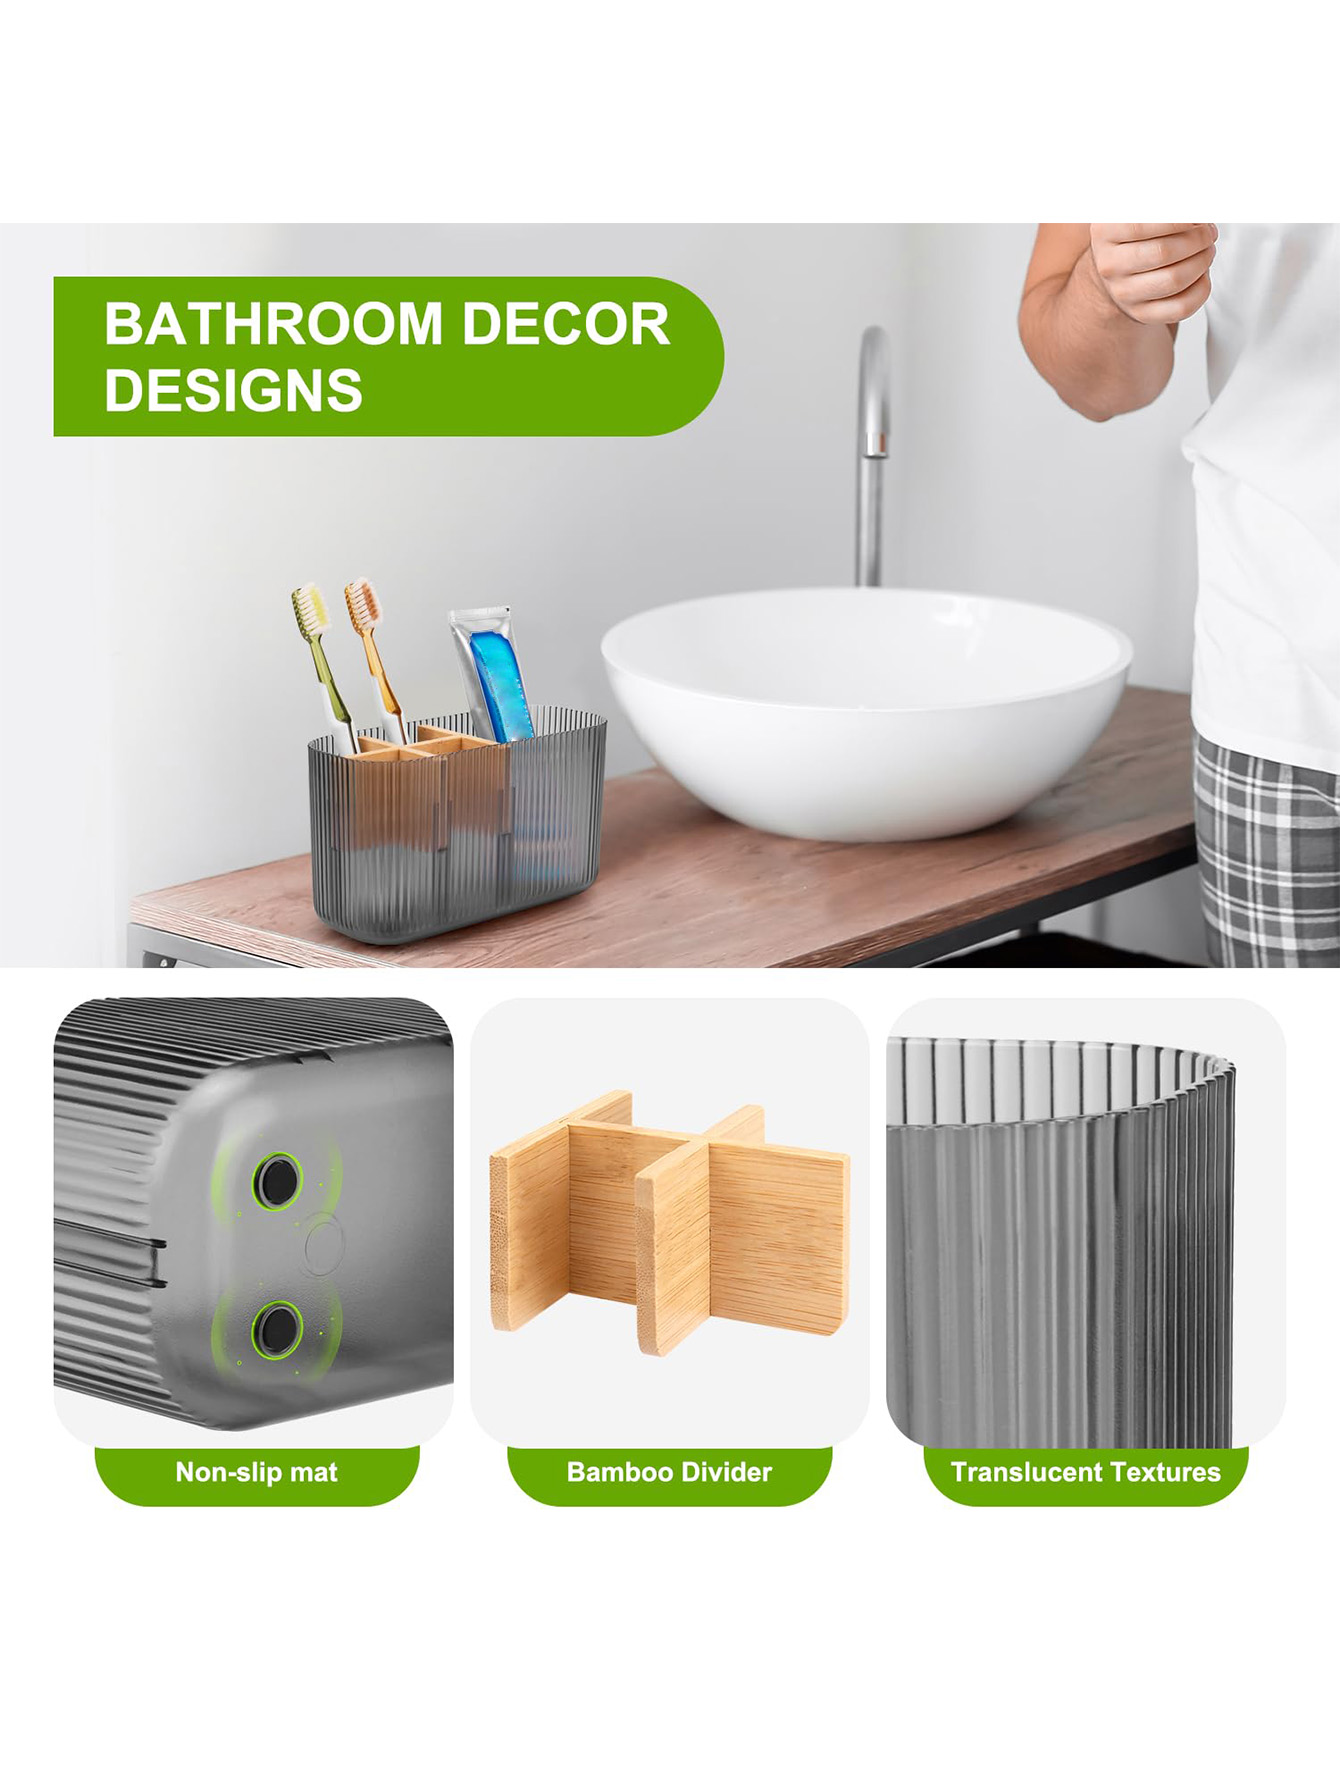 BATHROOM DECOR
DESIGNS
Non-slip mat
Bamboo Divider
Translucent Textures